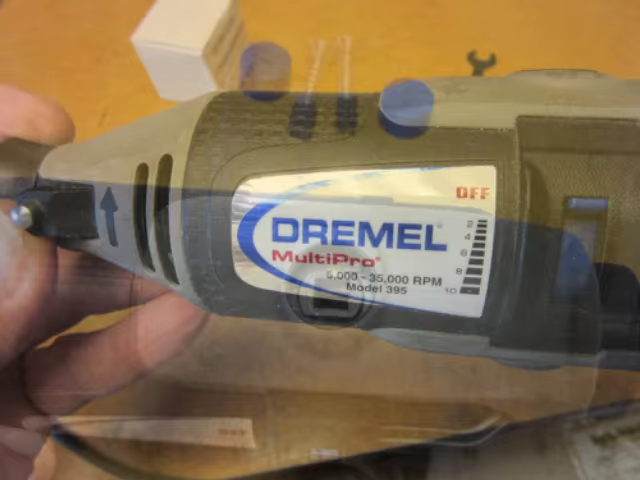 OFF
DREMEL®
MultiPro®
5,000 - 35,000 RPM
Model 395
2
4
6
8
10